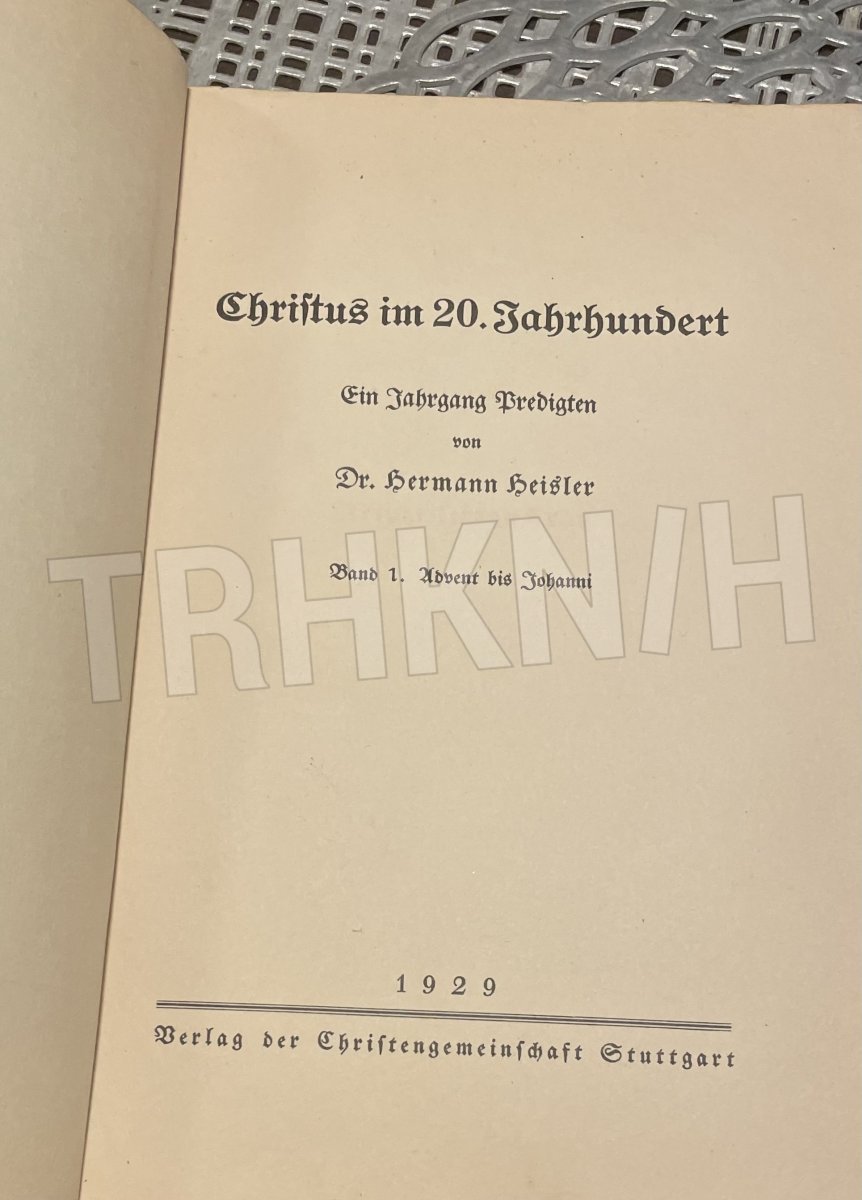 Christus im 20. Jahrhundert
Ein Jahrgang Predigten
von
Dr. Hermann Heisler
Band 1. Advent bis Johanni
TRHKN/H
1929
Verlag der Christengemeinschaft Stuttgart